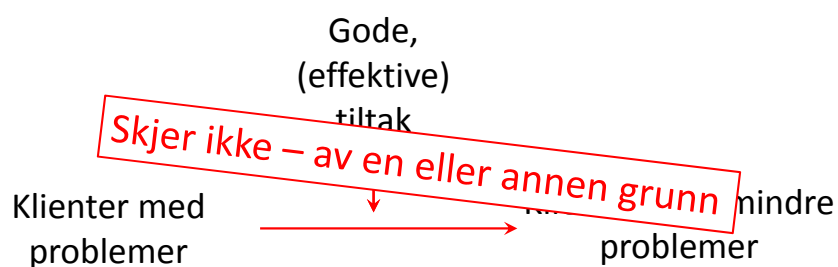 Gode,
(effektive)
tiltak
Skjer ikke – av en eller annen grunn
Klienter med
problemer
mindre
problemer